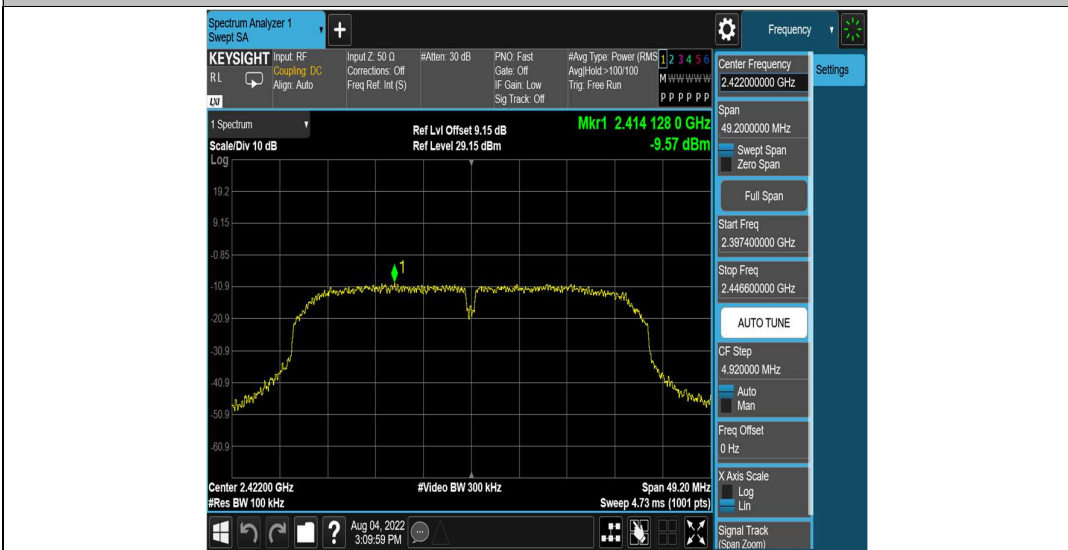 Spectrum Analyzer 1
Swept SA
+
Frequency
KEYSIGHT
RL
LXI
Input: RF
Coupling: DC
Align: Auto
Input Z: 50 Ω
Corrections: Off
Freq Ref: Int (S)
#Atten: 30 dB
PNO: Fast
Gate: Off
IF Gain: Low
Sig Track: Off
#Avg Type: Power (RMS
Avg|Hold:>100/100
Trig: Free Run
1 2 3 4 5 6
M W W W W W
P P P P P P
Center Frequency
2.422000000 GHz
Settings
1 Spectrum
Ref Lvl Offset 9.15 dB
Mkr1 2.414 128 0 GHz
Scale/Div 10 dB
Ref Level 29.15 dBm
-9.57 dBm
Log
19.2
9.15
-0.85
-10.9
-20.9
-30.9
-40.9
-50.9
-60.9
1
Center 2.42200 GHz
#Video BW 300 kHz
Span 49.20 MHz
#Res BW 100 kHz
Sweep 4.73 ms (1001 pts)
Span
49.2000000 MHz
Swept Span
Zero Span
Full Span
Start Freq
2.397400000 GHz
Stop Freq
2.446600000 GHz
AUTO TUNE
CF Step
4.920000 MHz
Auto
Man
Freq Offset
0 Hz
X Axis Scale
Log
Lin
Signal Track
(Span Zoom)
?
Aug 04, 2022
3:09:59 PM